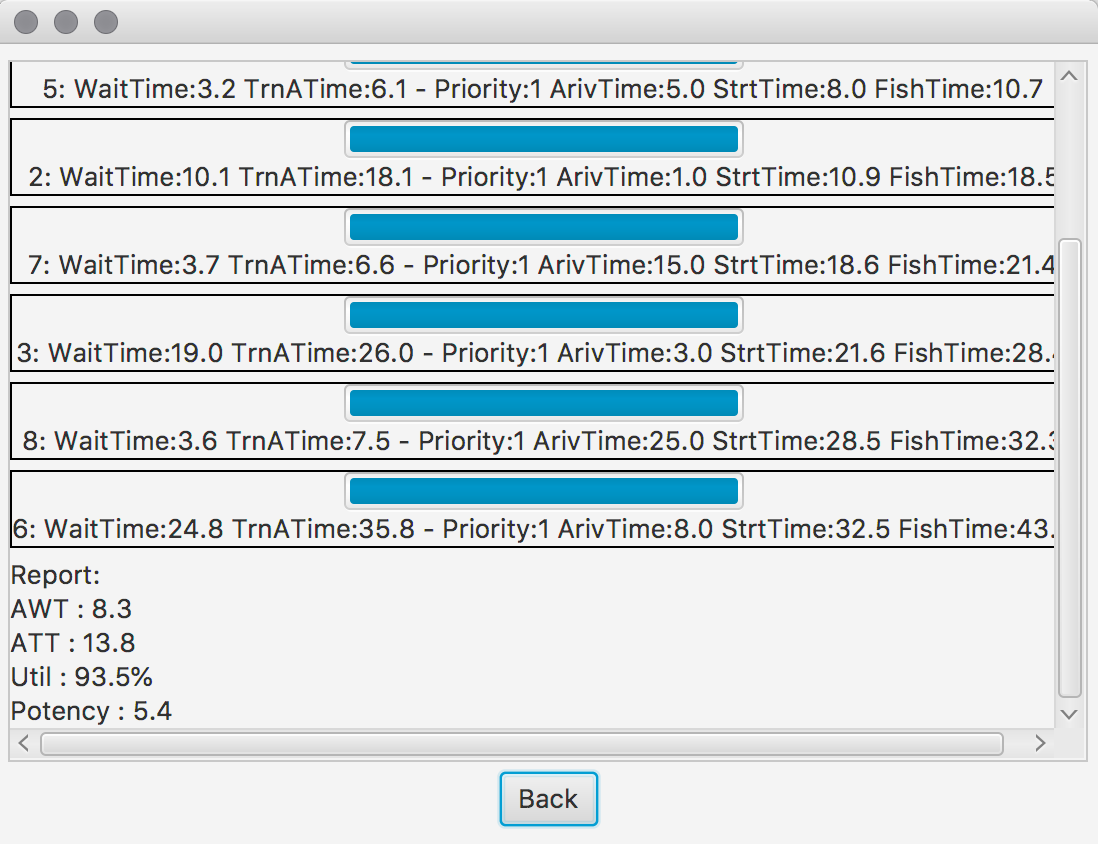 5: WaitTime:3.2 TrnATime:6.1 - Priority:1 ArivTime:5.0 StrtTime:8.0 FishTime:10.7
2: WaitTime:10.1 TrnATime:18.1 - Priority:1 ArivTime:1.0 StrtTime:10.9 FishTime:18.5
7: WaitTime:3.7 TrnATime:6.6 - Priority:1 ArivTime:15.0 StrtTime:18.6 FishTime:21.4
3: WaitTime:19.0 TrnATime:26.0 - Priority:1 ArivTime:3.0 StrtTime:21.6 FishTime:28.
8: WaitTime:3.6 TrnATime:7.5 - Priority:1 ArivTime:25.0 StrtTime:28.5 FishTime:32.3
6: WaitTime:24.8 TrnATime:35.8 - Priority:1 ArivTime:8.0 StrtTime:32.5 FishTime:43.
Report:
AWT : 8.3
ATT : 13.8
Util : 93.5%
Potency : 5.4
Back